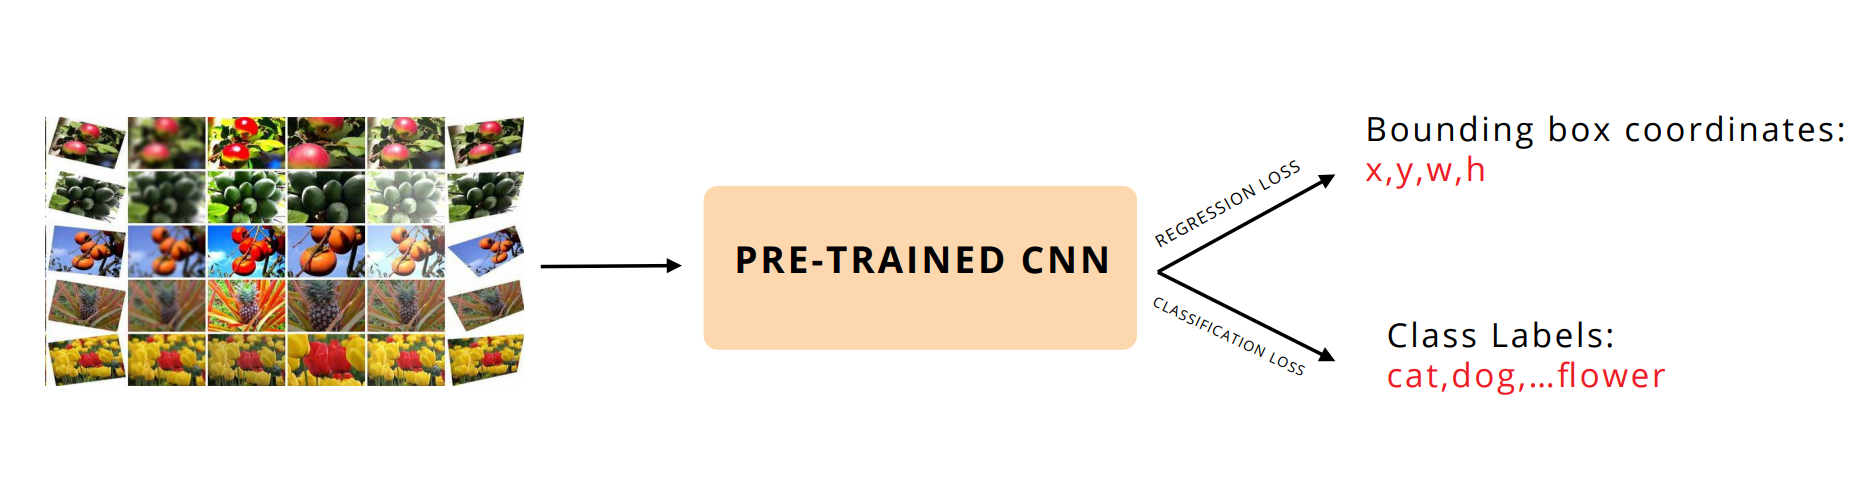 PRE-TRAINED CNN
REGRESSION LOSS
Bounding box coordinates:
x,y,w,h
CLASSIFICATION LOSS
Class Labels:
cat,dog,...flower